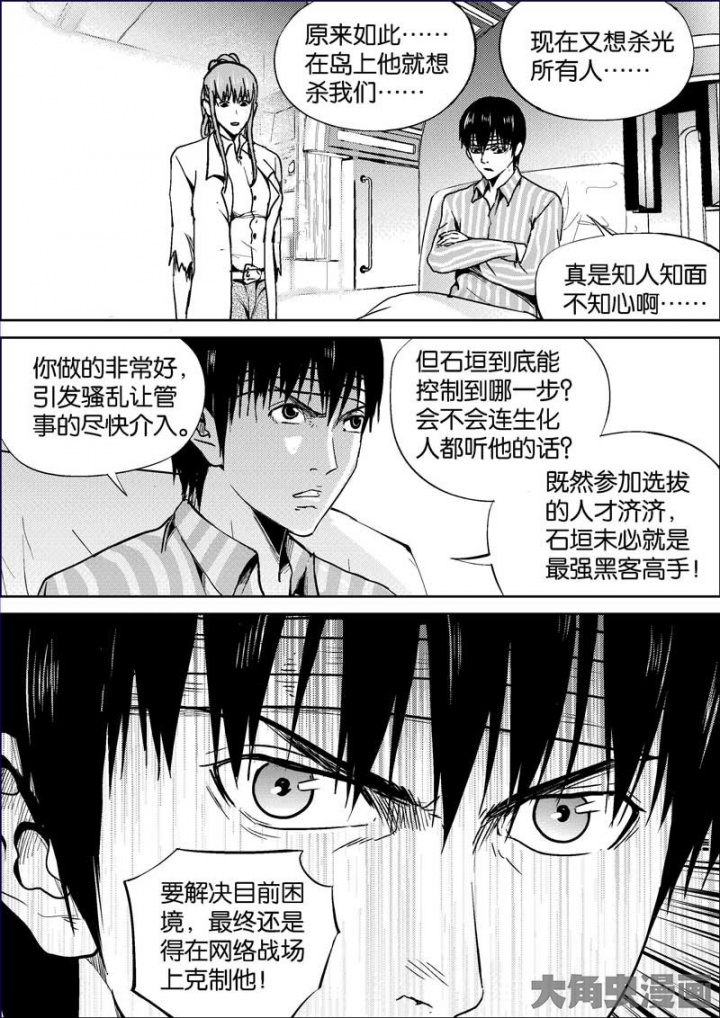 原来如此……
在岛上他就想
杀我们……
现在又想杀光
所有人……
真是知人知面
不知心啊……
你做的非常好，
引发骚乱让管
事的尽快介入。
但石垣到底能
控制到哪一步？
会不会连生化
人都听他的话？
既然参加选拔
的人才济济，
石垣未必就是
最强黑客高手！
要解决目前困
境，最终还是
得在网络战场
上克制他！
大角虫漫画